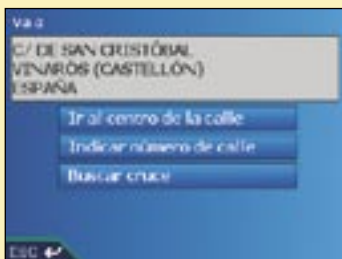 Va a
C/ DE SAN CRISTÓBAL
VINARÒS (CASTELLÓN)
ESPAÑA
Ir al centro de la calle
Indicar número de calle
Buscar cruce
ESC